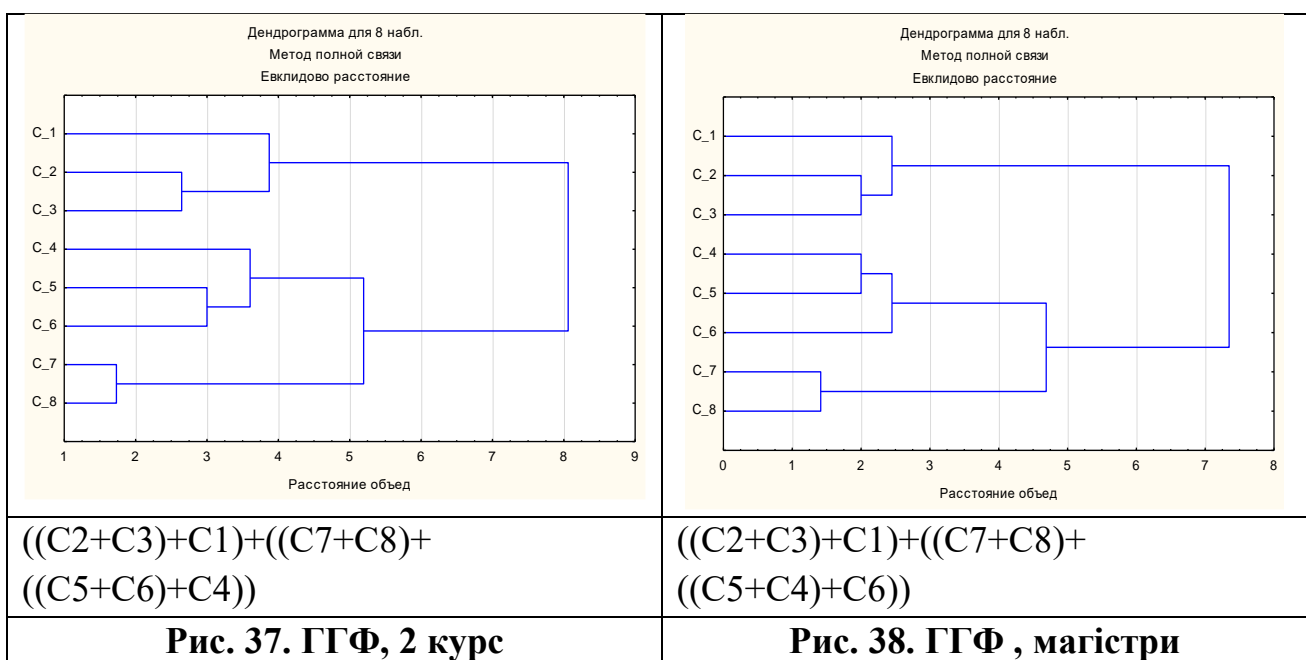 Дендрограмма для 8 набл.
Метод полной связи
Евклидово расстояние
C_1
C_2
C_3
C_4
C_5
C_6
C_7
C_8
1 2 3 4 5 6 7 8 9
Расстояние объед
((C2+C3)+C1)+((C7+C8)+
((C5+C6)+C4))
Рис. 37. ГГФ, 2 курс
Дендрограмма для 8 набл.
Метод полной связи
Евклидово расстояние
C_1
C_2
C_3
C_4
C_5
C_6
C_7
C_8
0 1 2 3 4 5 6 7 8
Расстояние объед
((C2+C3)+C1)+((C7+C8)+
((C5+C4)+C6))
Рис. 38. ГГФ , магістри